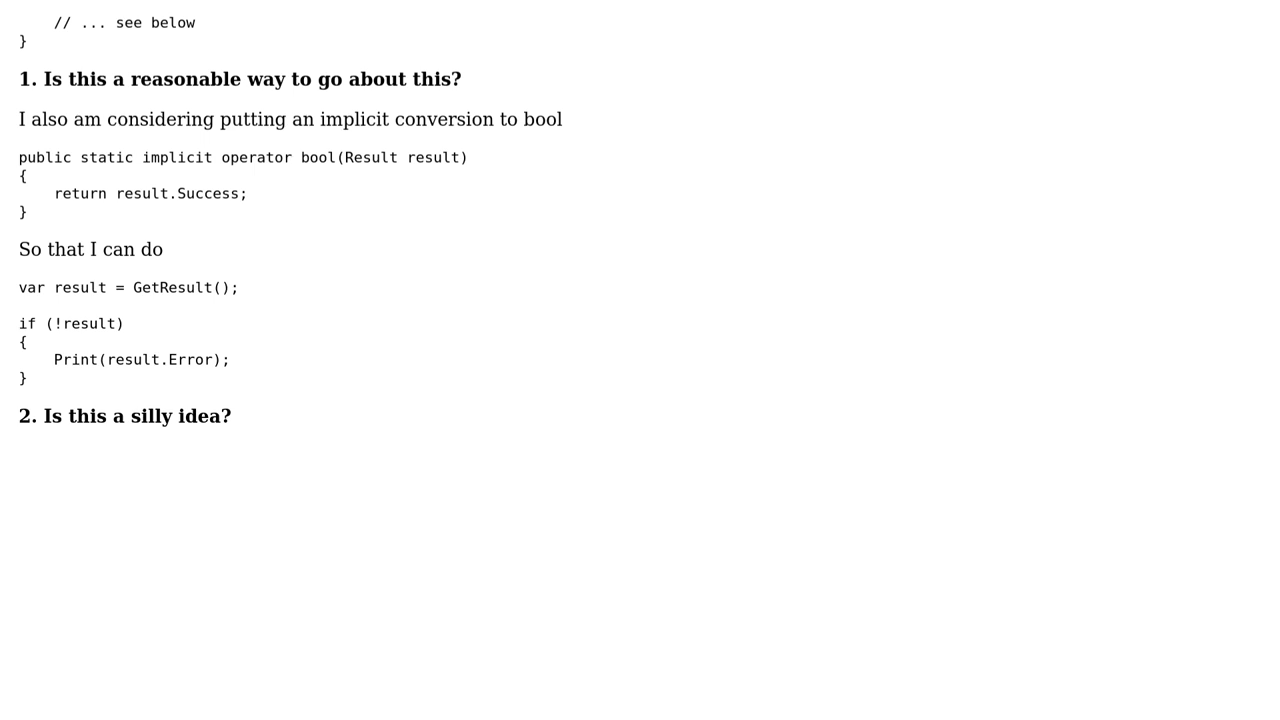 // ... see below
}
1. Is this a reasonable way to go about this?
I also am considering putting an implicit conversion to bool
public static implicit operator bool(Result result)
{
    return result.Success;
}
So that I can do
var result = GetResult();

if (!result)
{
    Print(result.Error);
}
2. Is this a silly idea?